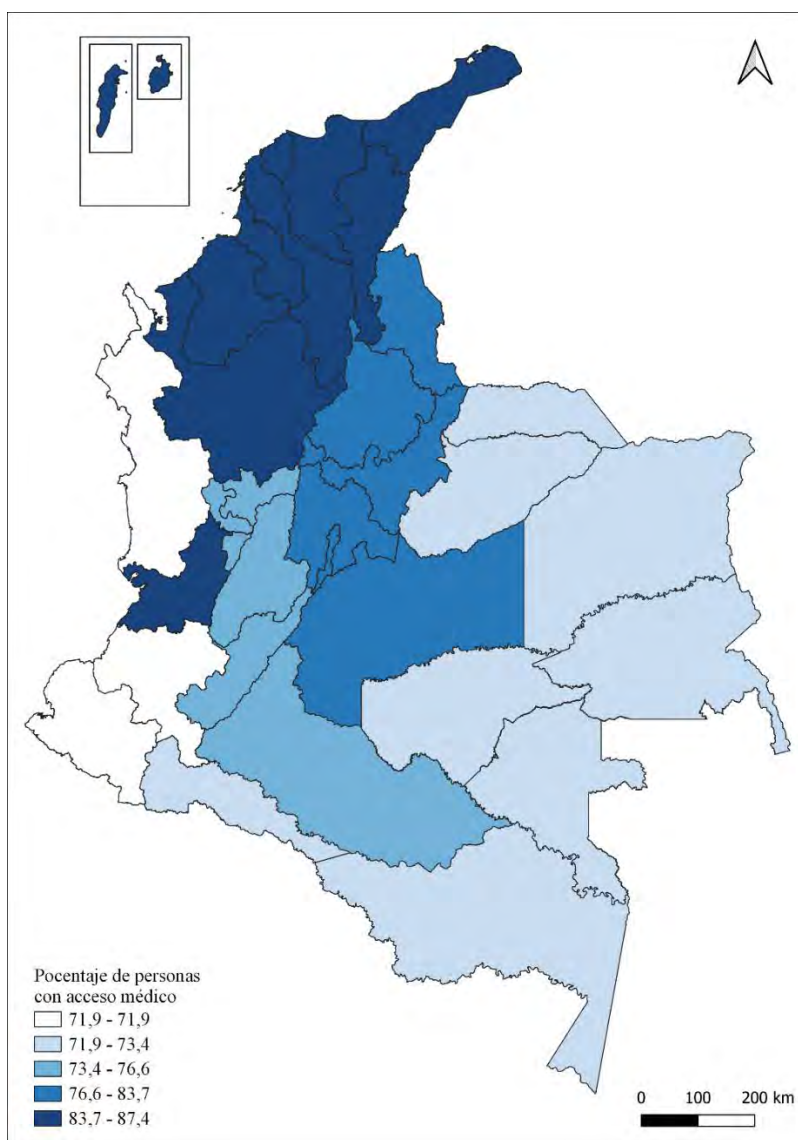 Pocentaje de personas
con acceso médico
71,9 - 71,9
71,9 - 73,4
73,4 - 76,6
76,6 - 83,7
83,7 - 87,4
0 100 200 km